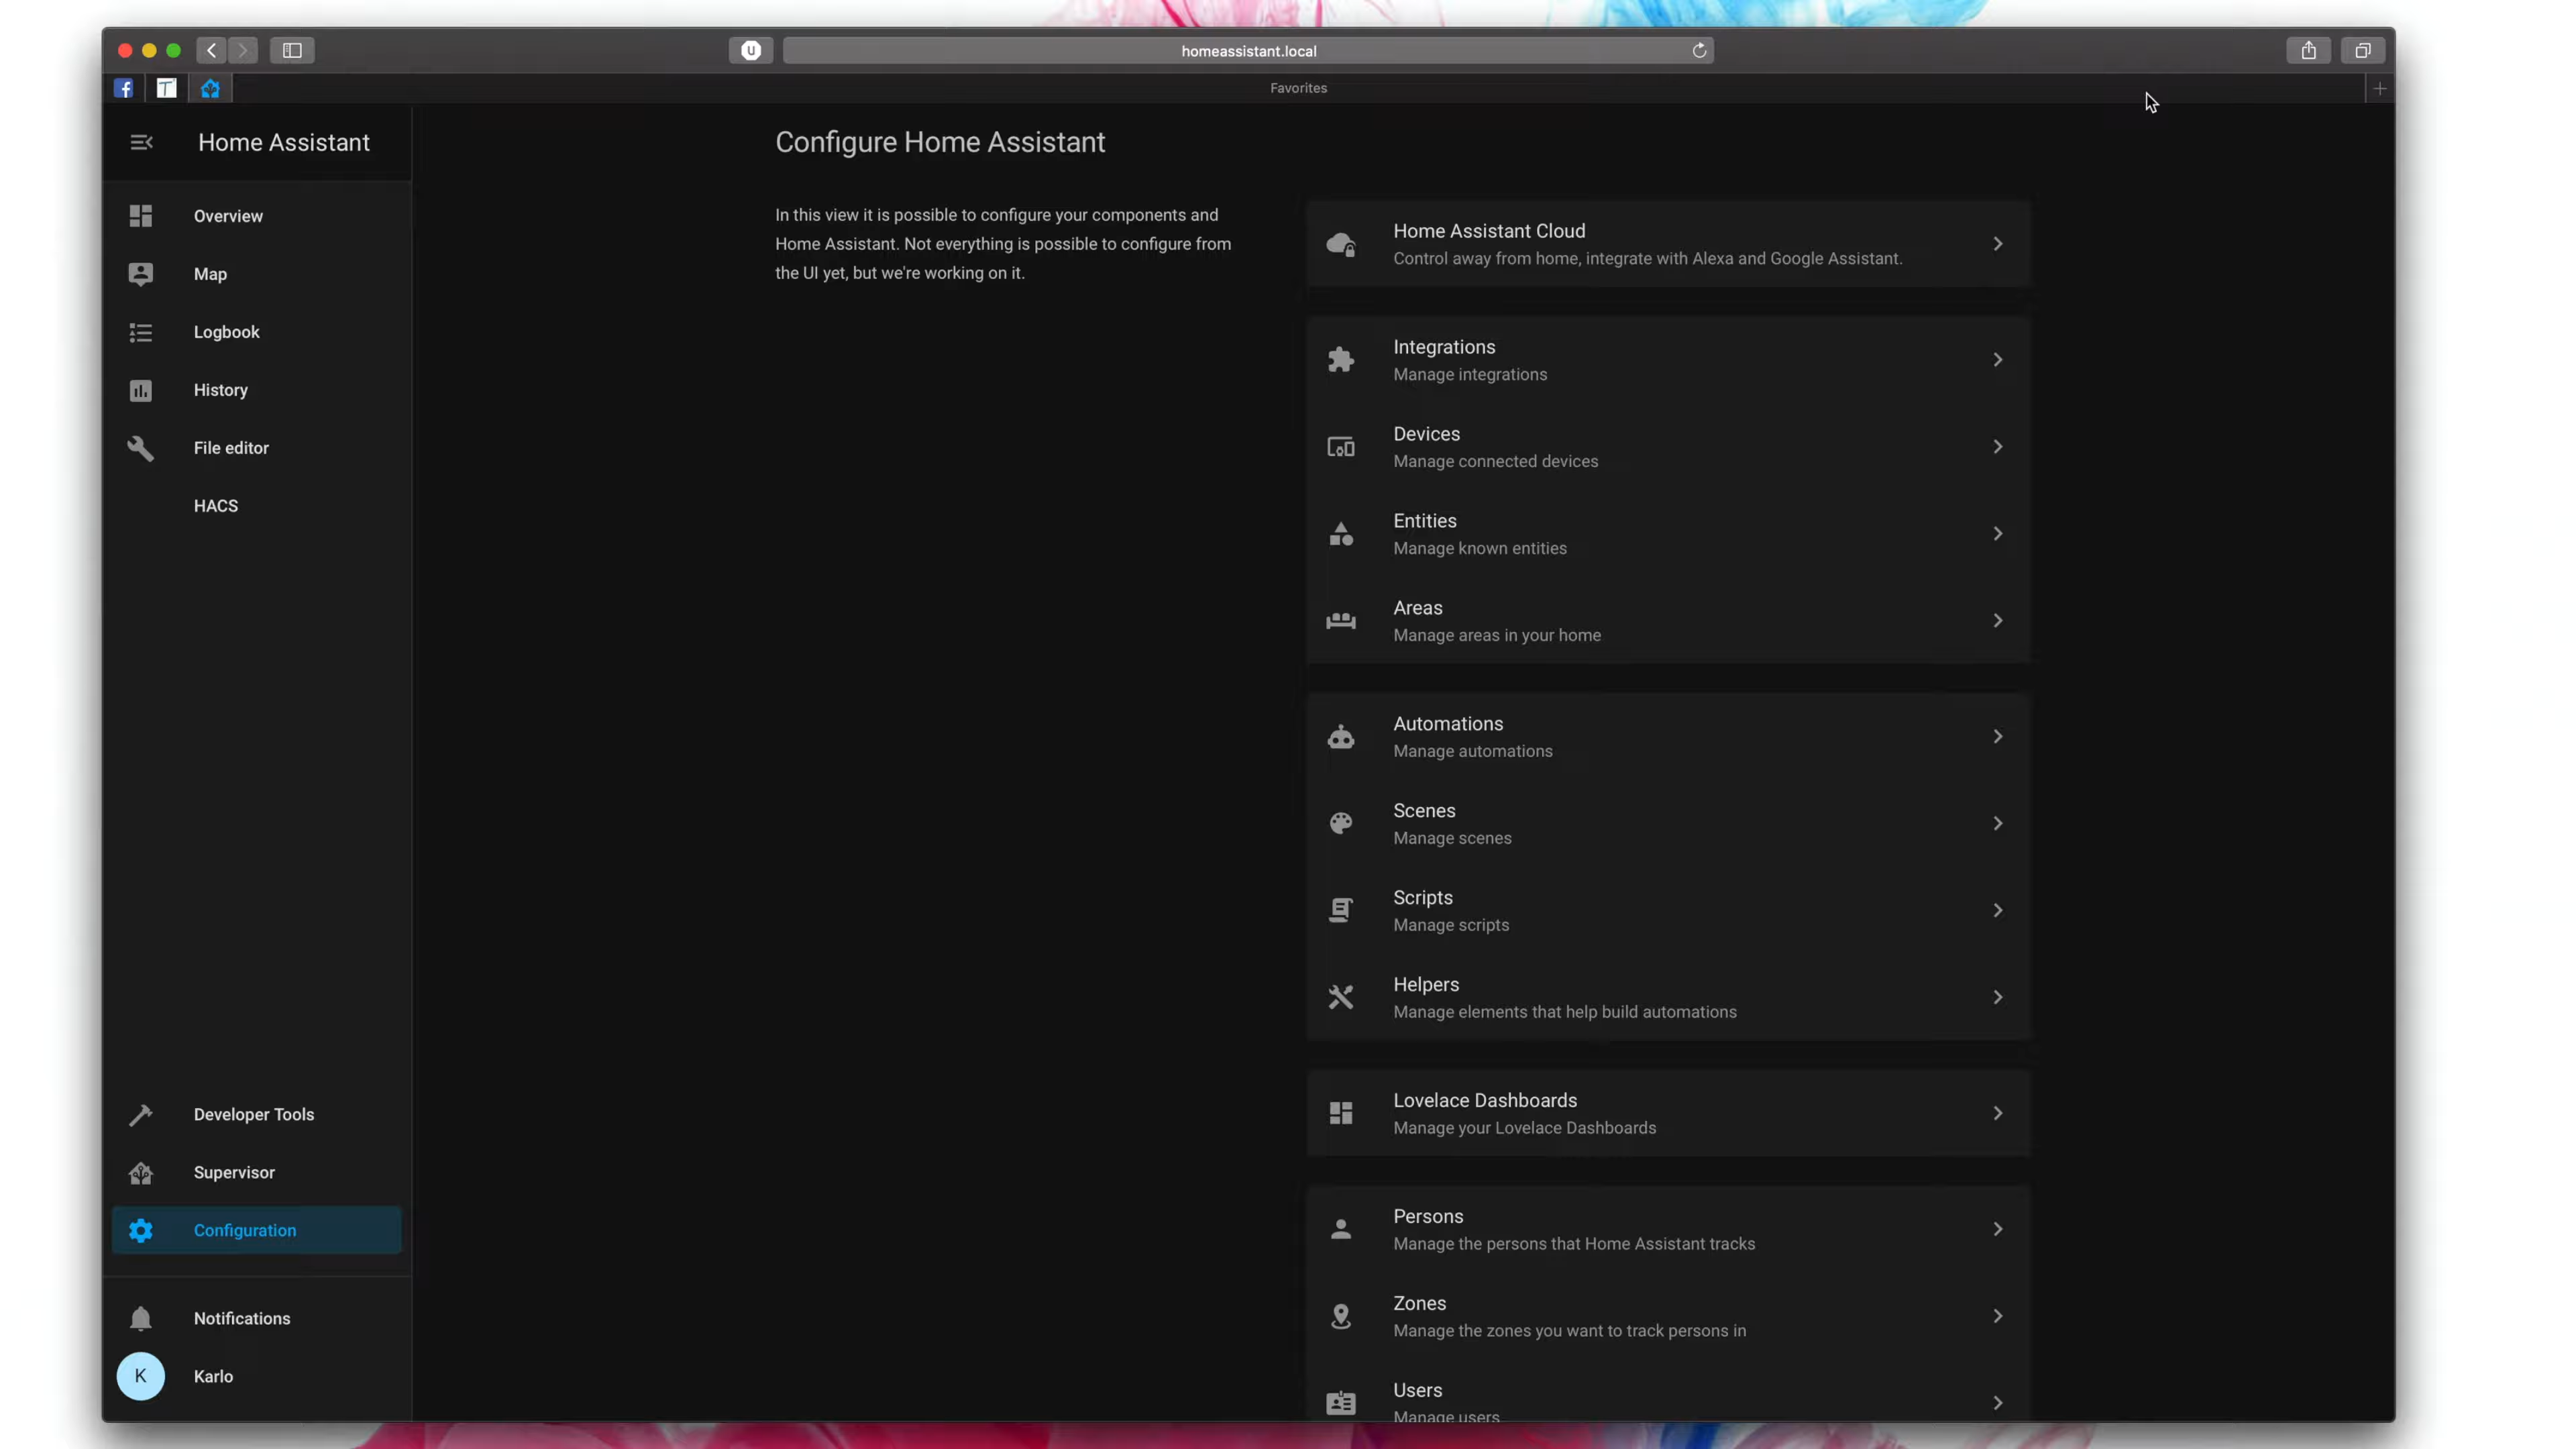 homeassistant.local
Favorites
Home Assistant
Overview
Map
Logbook
History
File editor
HACS
Developer Tools
Supervisor
Configuration
Notifications
K
Karlo
Configure Home Assistant
In this view it is possible to configure your components and
Home Assistant. Not everything is possible to configure from
the UI yet, but we're working on it.
Home Assistant Cloud
Control away from home, integrate with Alexa and Google Assistant.
Integrations
Manage integrations
Devices
Manage connected devices
Entities
Manage known entities
Areas
Manage areas in your home
Automations
Manage automations
Scenes
Manage scenes
Scripts
Manage scripts
Helpers
Manage elements that help build automations
Lovelace Dashboards
Manage your Lovelace Dashboards
Persons
Manage the persons that Home Assistant tracks
Zones
Manage the zones you want to track persons in
Users
Manage users